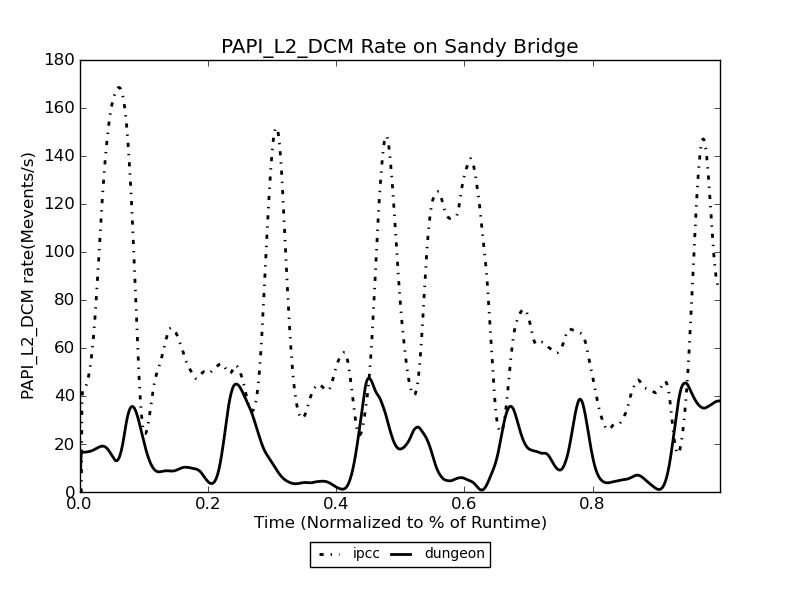 PAPI_L2_DCM Rate on Sandy Bridge
180
160
140
120
100
80
60
40
20
0
PAPI_L2_DCM rate(Mevents/s)
0.0 0.2 0.4 0.6 0.8
Time (Normalized to % of Runtime)
ipcc dungeon